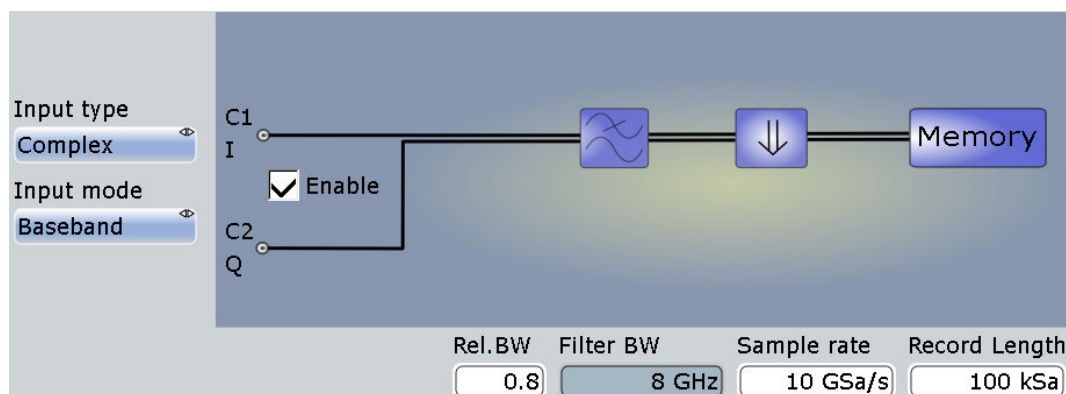 Input type
Complex
Input mode
Baseband
C1
I
Enable
C2
Q
Memory
Rel.BW
0.8
Filter BW
8 GHz
Sample rate
10 GSa/s
Record Length
100 kSa